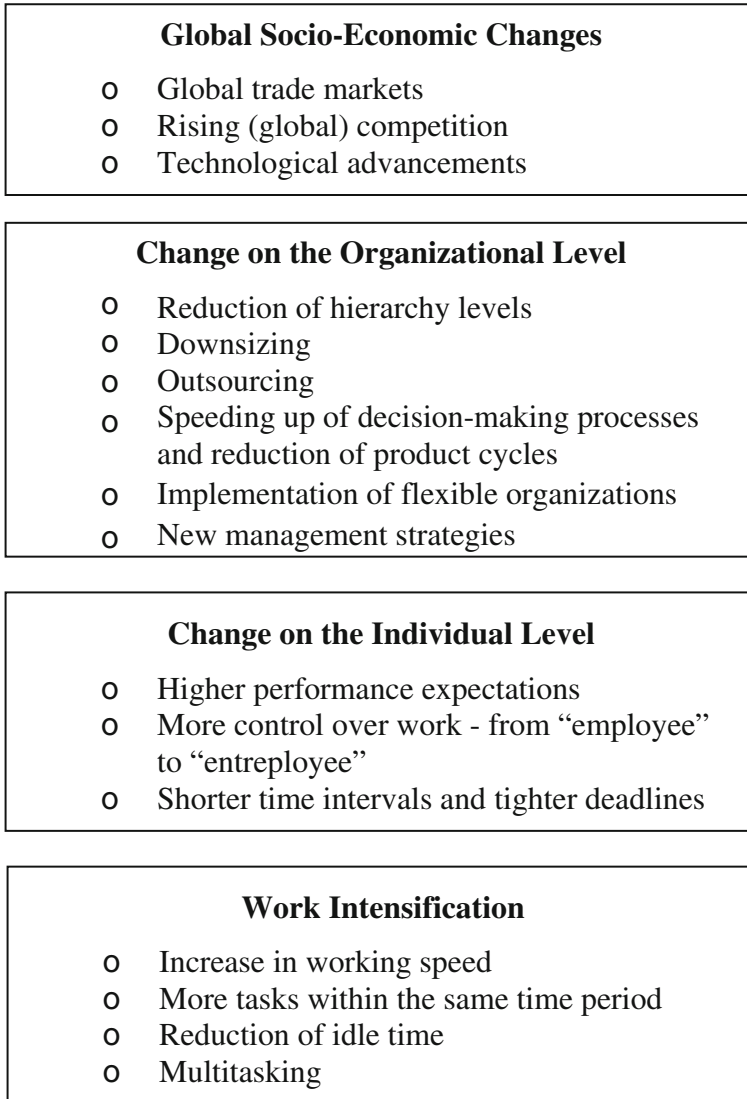 Global Socio-Economic Changes
o Global trade markets
o Rising (global) competition
o Technological advancements
Change on the Organizational Level
o Reduction of hierarchy levels
o Downsizing
o Outsourcing
o Speeding up of decision-making processes
and reduction of product cycles
o Implementation of flexible organizations
o New management strategies
Change on the Individual Level
o Higher performance expectations
o More control over work - from “employee”
to “entreployee”
o Shorter time intervals and tighter deadlines
Work Intensification
o Increase in working speed
o More tasks within the same time period
o Reduction of idle time
o Multitasking